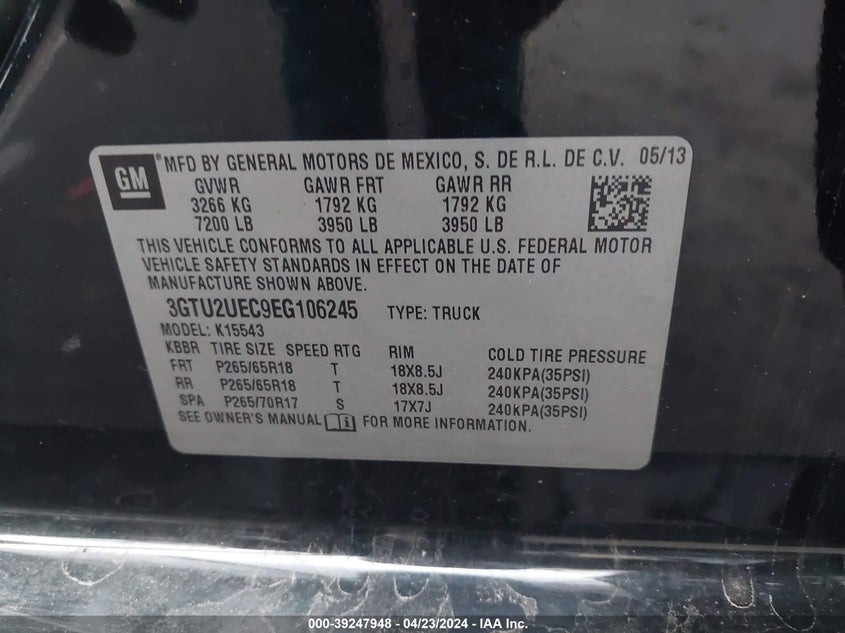 GM
*MFD BY GENERAL MOTORS DE MEXICO, S. DE R.L. DE C.V. 05/13
GVWR GAWR FRT GAWR RR
3266 KG 1792 KG 1792 KG
7200 LB 3950 LB 3950 LB
THIS VEHICLE CONFORMS TO ALL APPLICABLE U.S. FEDERAL MOTOR
VEHICLE SAFETY STANDARDS IN EFFECT ON THE DATE OF
MANUFACTURE SHOWN ABOVE.
3GTU2UEC9EG106245 TYPE: TRUCK
MODEL: K15543
KBBR TIRE SIZE SPEED RTG RIM COLD TIRE PRESSURE
FRT P265/65R18 T 18X8.5J 240KPA(35PSI)
RR P265/65R18 T 18X8.5J 240KPA(35PSI)
SPA P265/70R17 S 17X7J 240KPA(35PSI)
SEE OWNER'S MANUAL FOR MORE INFORMATION.
000-39247948 - 04/23/2024 - IAA Inc.